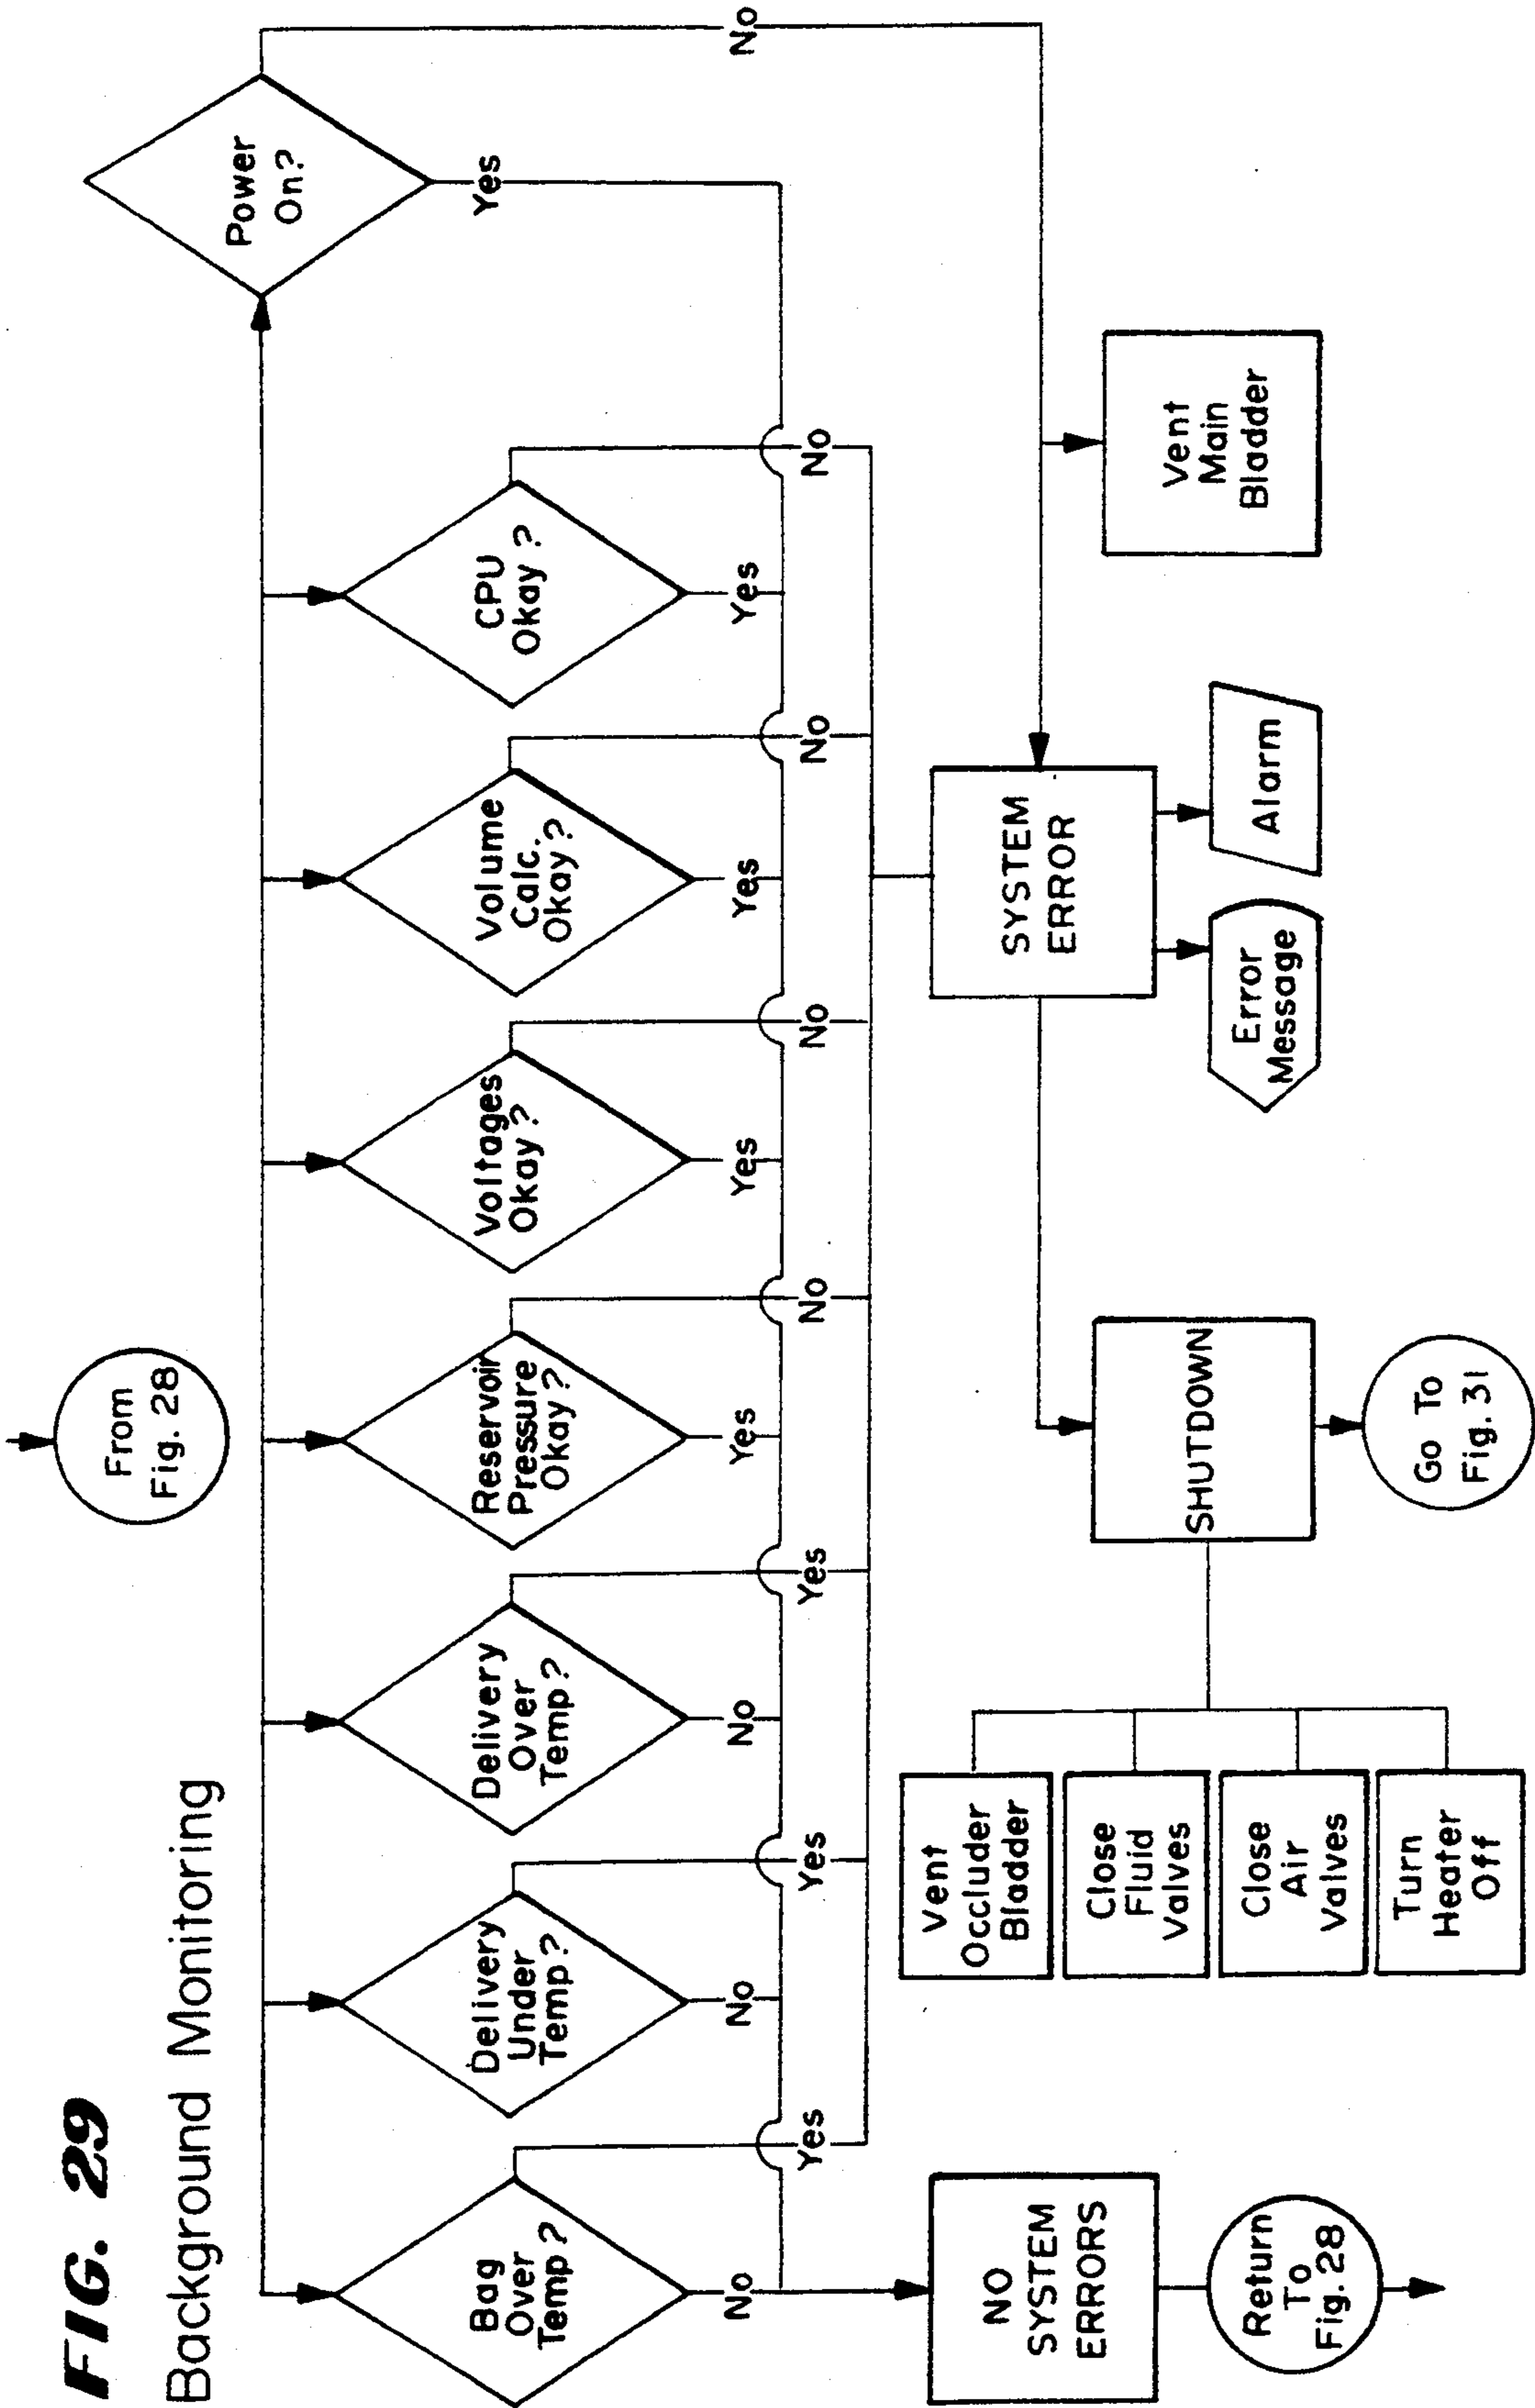 FIG. 29
Background Monitoring
From
Fig. 28
Bag
Over
Temp?
Delivery
Under
Temp?
Delivery
Over
Temp?
Reservoir
Pressure
Okay?
Voltages
Okay?
Volume
Calc.
Okay?
CPU
Okay?
Power
On?
No
No
No
Yes
Yes
Yes
Yes
Yes
Yes
Yes
Yes
No
No
No
No
No
NO
SYSTEM
ERRORS
Return
To
Fig. 28
SYSTEM
ERROR
Error
Message
Alarm
Vent
Main
Bladder
SHUTDOWN
Go To
Fig. 31
Vent
Occluder
Bladder
Close
Fluid
Valves
Close
Air
Valves
Turn
Heater
Off